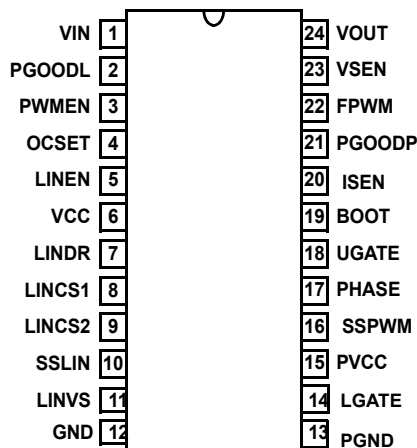 VIN 1 24 VOUT
PGOODL 2 23 VSEN
PWMEN 3 22 FPWM
OCSET 4 21 PGOODP
LINEN 5 20 ISEN
VCC 6 19 BOOT
LINDR 7 18 UGATE
LINCS1 8 17 PHASE
LINCS2 9 16 SSPWM
SSLIN 10 15 PVCC
LINVS 11 14 LGATE
GND 12 13 PGND